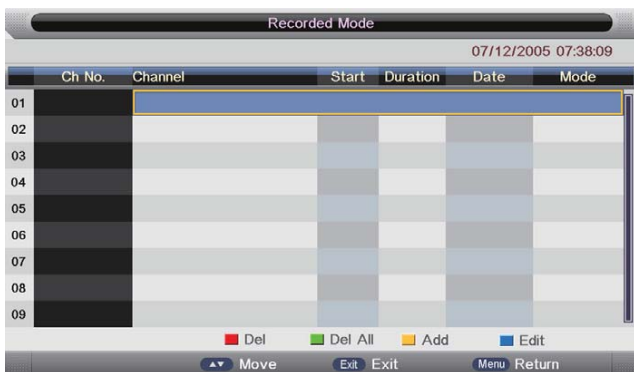 Recorded Mode
07/12/2005 07:38:09
Ch No. Channel Start Duration Date Mode
01
02
03
04
05
06
07
08
09
Del Del All Add Edit
Move Exit Exit Menu Return